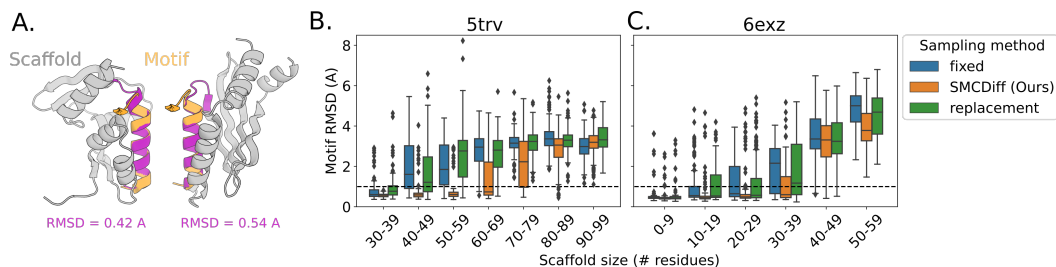 A.
Scaffold
Motif
RMSD = 0.42 A
RMSD = 0.54 A
B.
5trv
Motif RMSD (A)
8
6
4
2
0
30-39
40-49
50-59
60-69
70-79
80-89
90-99
C.
6exz
0-9
10-19
20-29
30-39
40-49
50-59
Scaffold size (# residues)
Sampling method
fixed
SMCDiff (Ours)
replacement